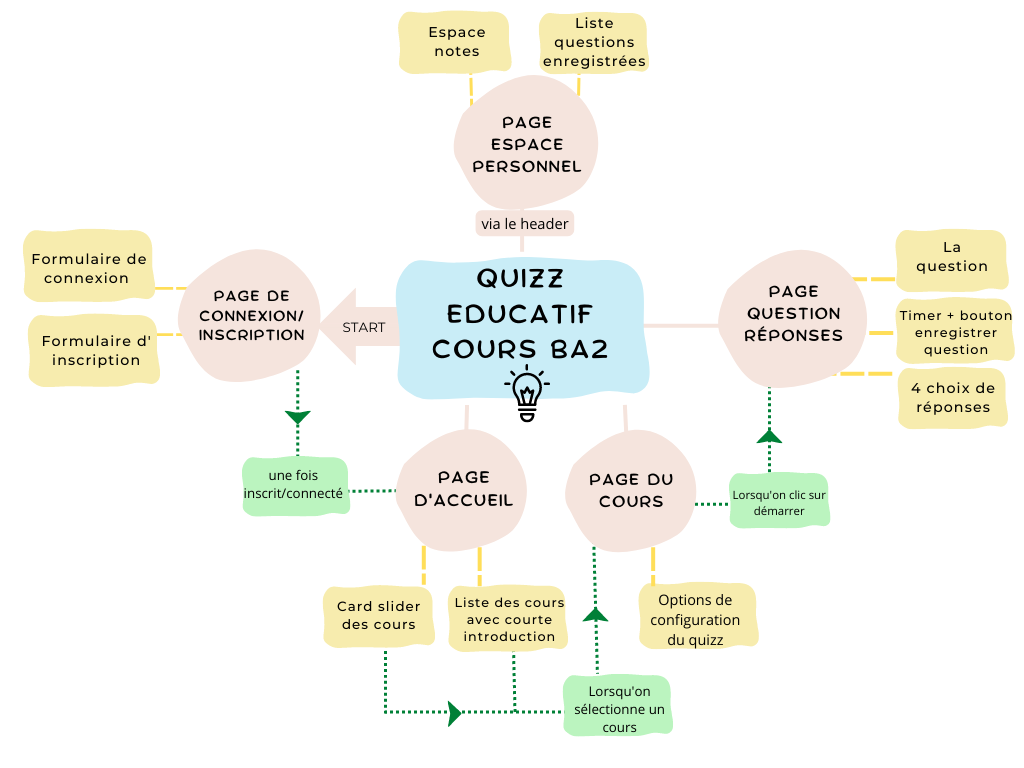 Espace
notes
Liste
questions
enregistrées
PAGE
ESPACE
PERSONNEL
via le header
Formulaire de
connexion
Formulaire d'
inscription
PAGE DE
CONNEXION/
INSCRIPTION
START
QUIZZ
EDUCATIF
COURS BA2
PAGE
QUESTION
RÉPONSES
La
question
Timer + bouton
enregistrer
question
4 choix de
réponses
une fois
inscrit/connecté
PAGE
D'ACCUEIL
PAGE DU
COURS
Lorsqu'on clic sur
démarrer
Card slider
des cours
Liste des cours
avec courte
introduction
Options de
configuration
du quizz
Lorsqu'on
sélectionne un
cours